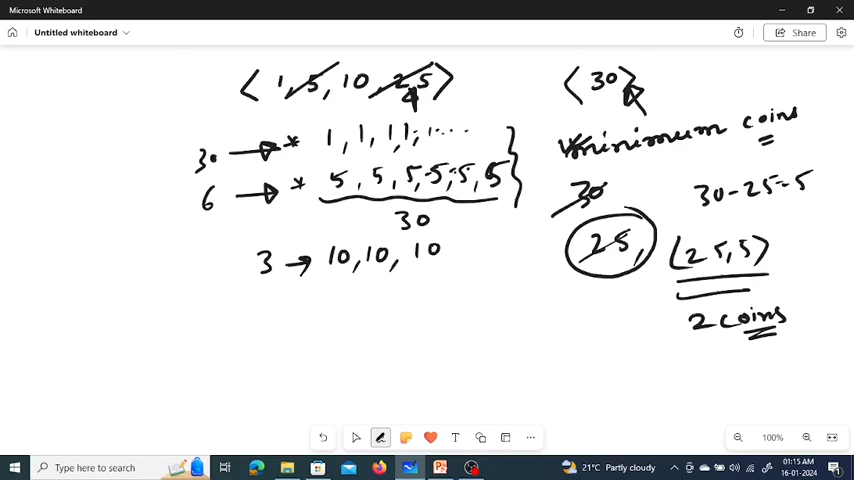 Microsoft Whiteboard
Untitled whiteboard
Share
< 1, 5, 10, 25 > < 30 >
30 → * 1, 1, 1, 1, ....
minimum coins
6 → * 5, 5, 5, 5, 5, 5
30
30 30 - 25 = 5
3 → 10, 10, 10
25, (25, 5)
2 coins
T
100%
Type here to search
21°C Partly cloudy
01:15 AM
16-01-2024